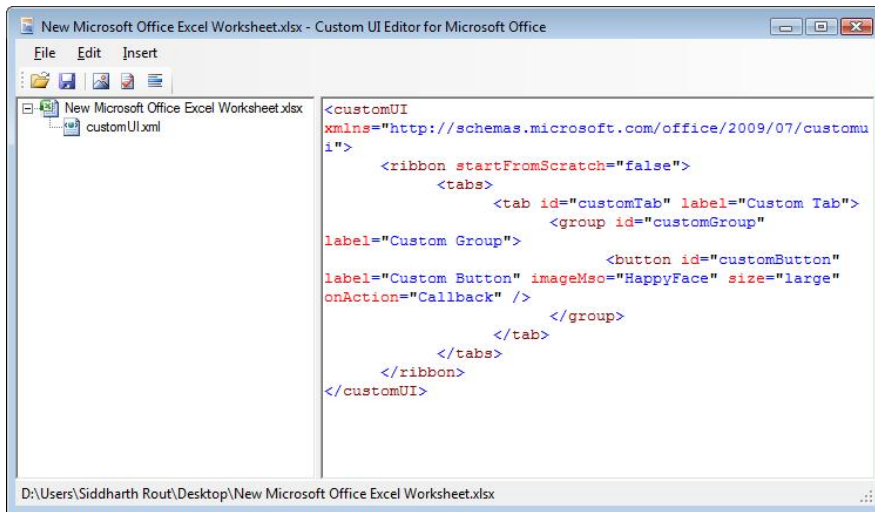 New Microsoft Office Excel Worksheet.xlsx - Custom UI Editor for Microsoft Office
File Edit Insert
New Microsoft Office Excel Worksheet.xlsx
customUI.xml
<customUI
xmlns="http://schemas.microsoft.com/office/2009/07/customu
i">
<ribbon startFromScratch="false">
<tabs>
<tab id="customTab" label="Custom Tab">
<group id="customGroup"
label="Custom Group">
<button id="customButton"
label="Custom Button" imageMso="HappyFace" size="large"
onAction="Callback" />
</group>
</tab>
</tabs>
</ribbon>
</customUI>
D:\Users\Siddharth Rout\Desktop\New Microsoft Office Excel Worksheet.xlsx